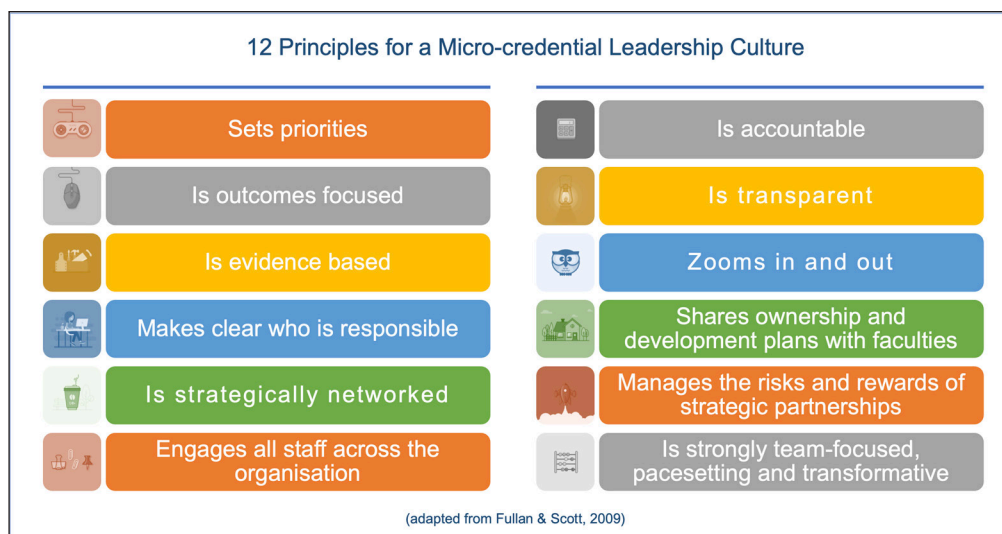 12 Principles for a Micro-credential Leadership Culture
Sets priorities
Is outcomes focused
Is evidence based
Makes clear who is responsible
Is strategically networked
Engages all staff across the
organisation
Is accountable
Is transparent
Zooms in and out
Shares ownership and
development plans with faculties
Manages the risks and rewards of
strategic partnerships
Is strongly team-focused,
pacesetting and transformative
(adapted from Fullan & Scott, 2009)